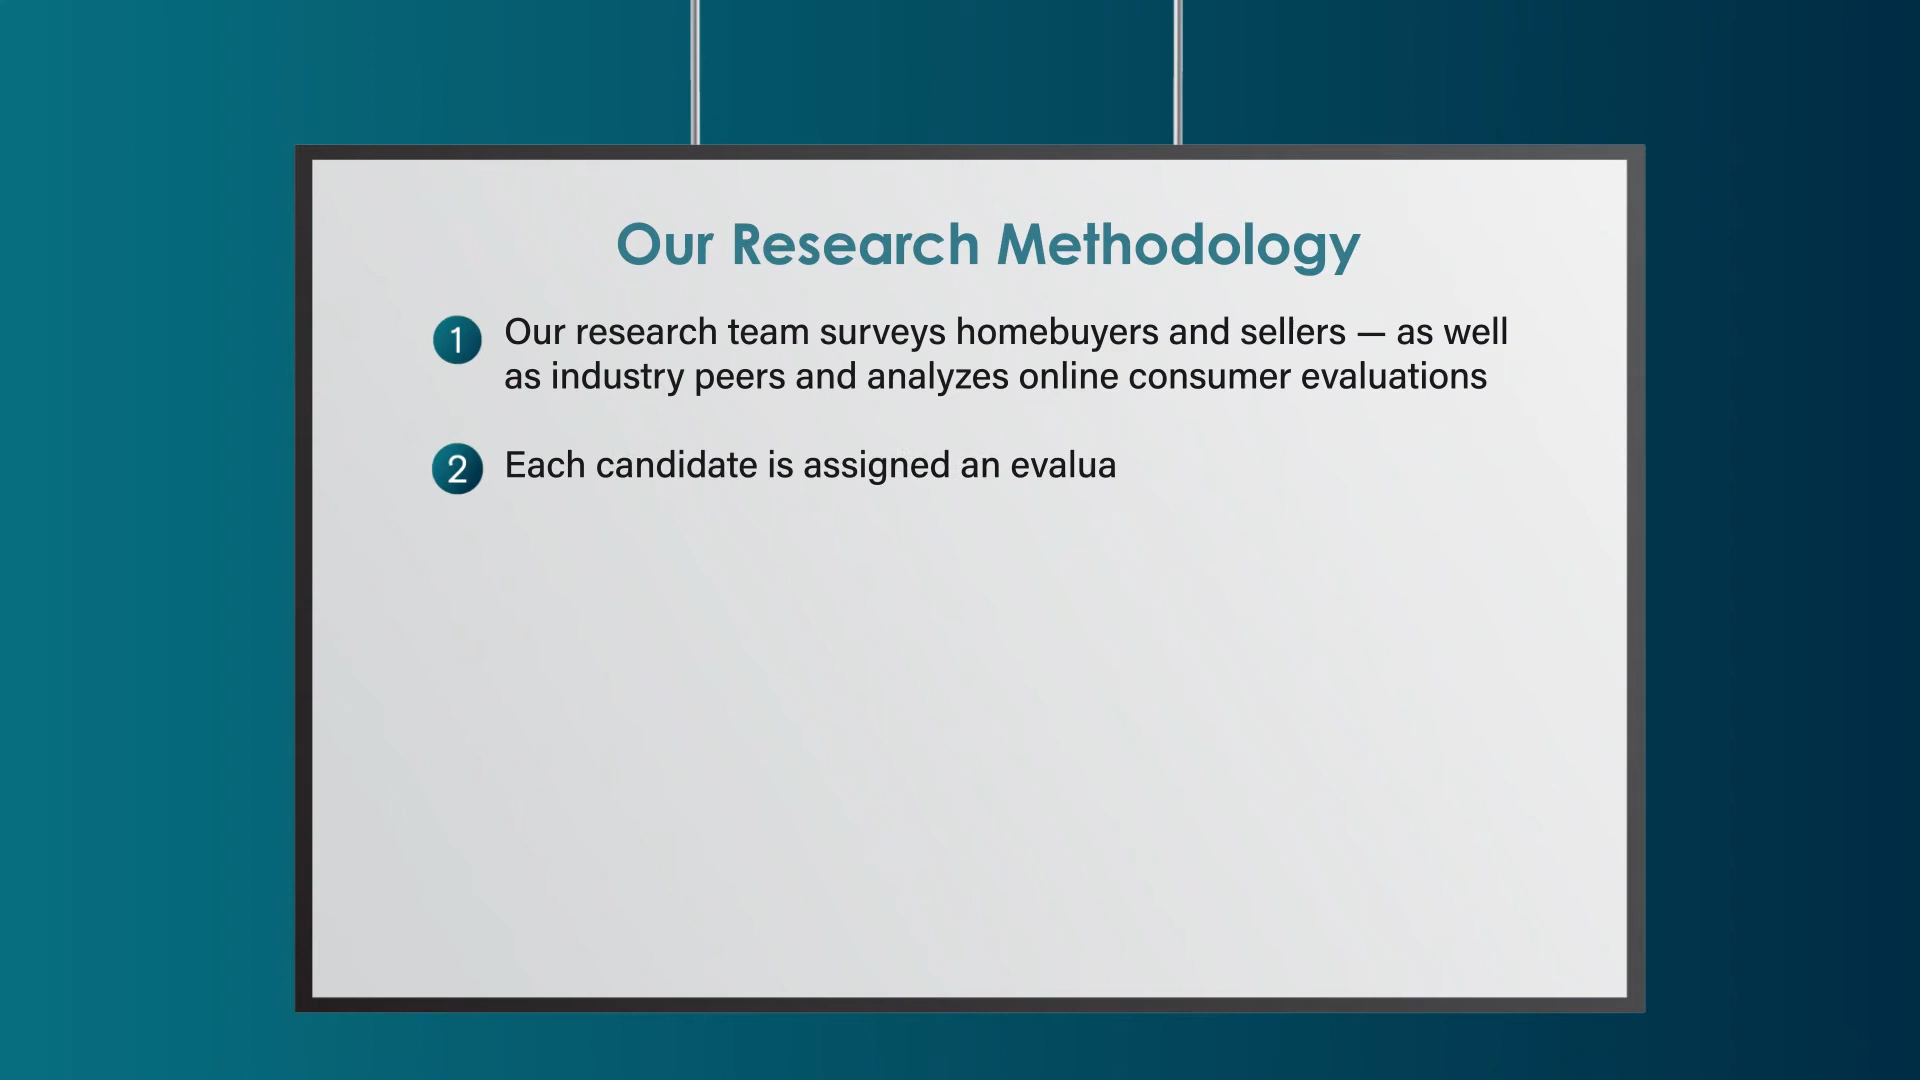 Our Research Methodology
1 Our research team surveys homebuyers and sellers — as well
as industry peers and analyzes online consumer evaluations
2 Each candidate is assigned an evalua